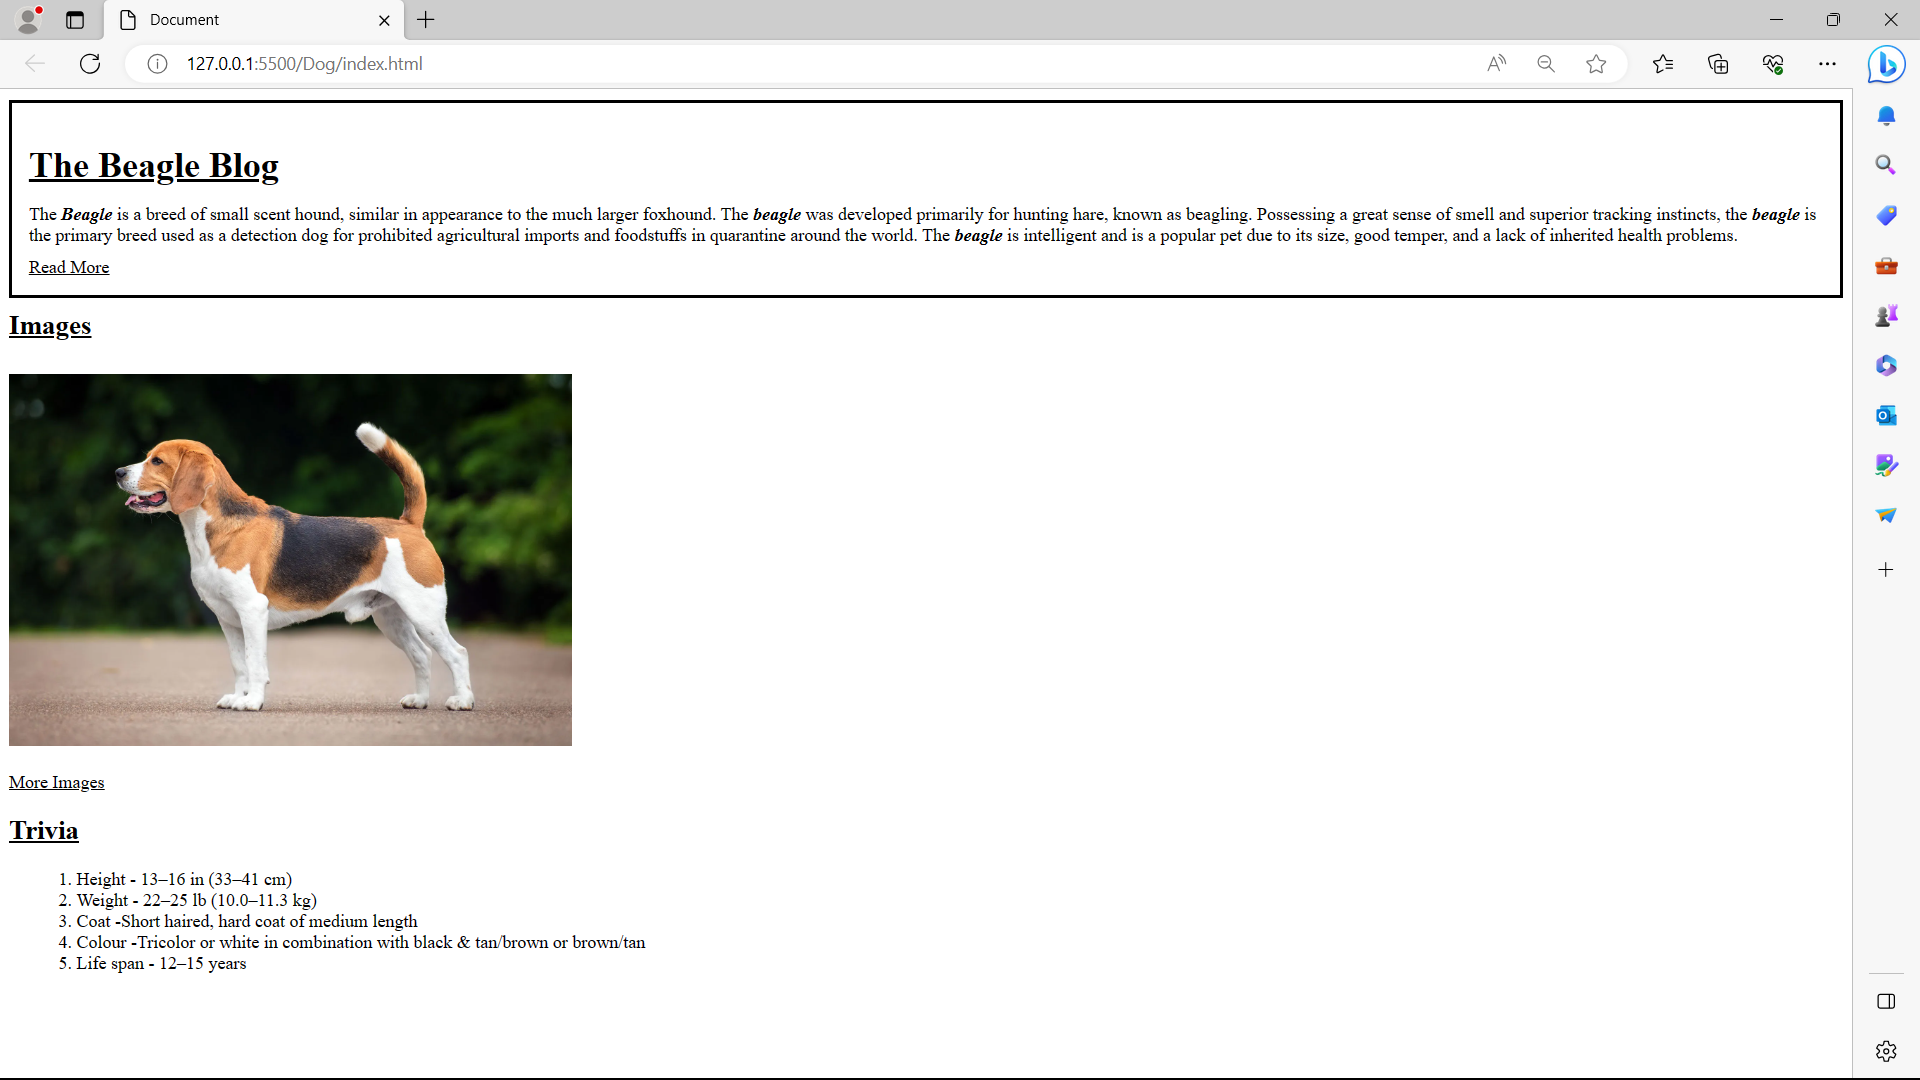 Document
127.0.0.1:5500/Dog/index.html
The Beagle Blog
The Beagle is a breed of small scent hound, similar in appearance to the much larger foxhound. The beagle was developed primarily for hunting hare, known as beagling. Possessing a great sense of smell and superior tracking instincts, the beagle is
the primary breed used as a detection dog for prohibited agricultural imports and foodstuffs in quarantine around the world. The beagle is intelligent and is a popular pet due to its size, good temper, and a lack of inherited health problems.
Read More
Images
More Images
Trivia
1. Height - 13–16 in (33–41 cm)
2. Weight - 22–25 lb (10.0–11.3 kg)
3. Coat -Short haired, hard coat of medium length
4. Colour -Tricolor or white in combination with black & tan/brown or brown/tan
5. Life span - 12–15 years